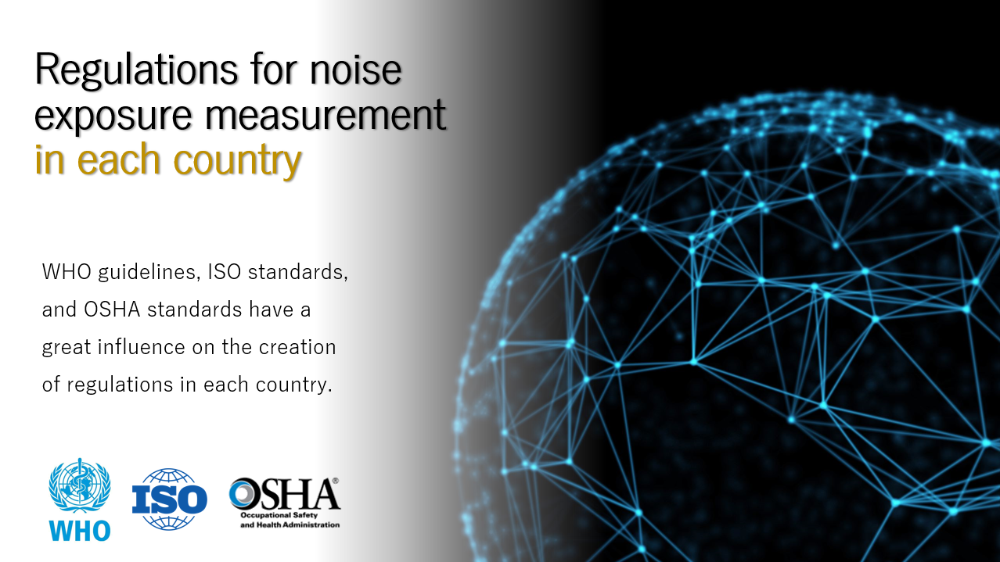 Regulations for noise
exposure measurement
in each country
WHO guidelines, ISO standards,
and OSHA standards have a
great influence on the creation
of regulations in each country.
WHO
ISO
OSHA®
Occupational Safety
and Health Administration